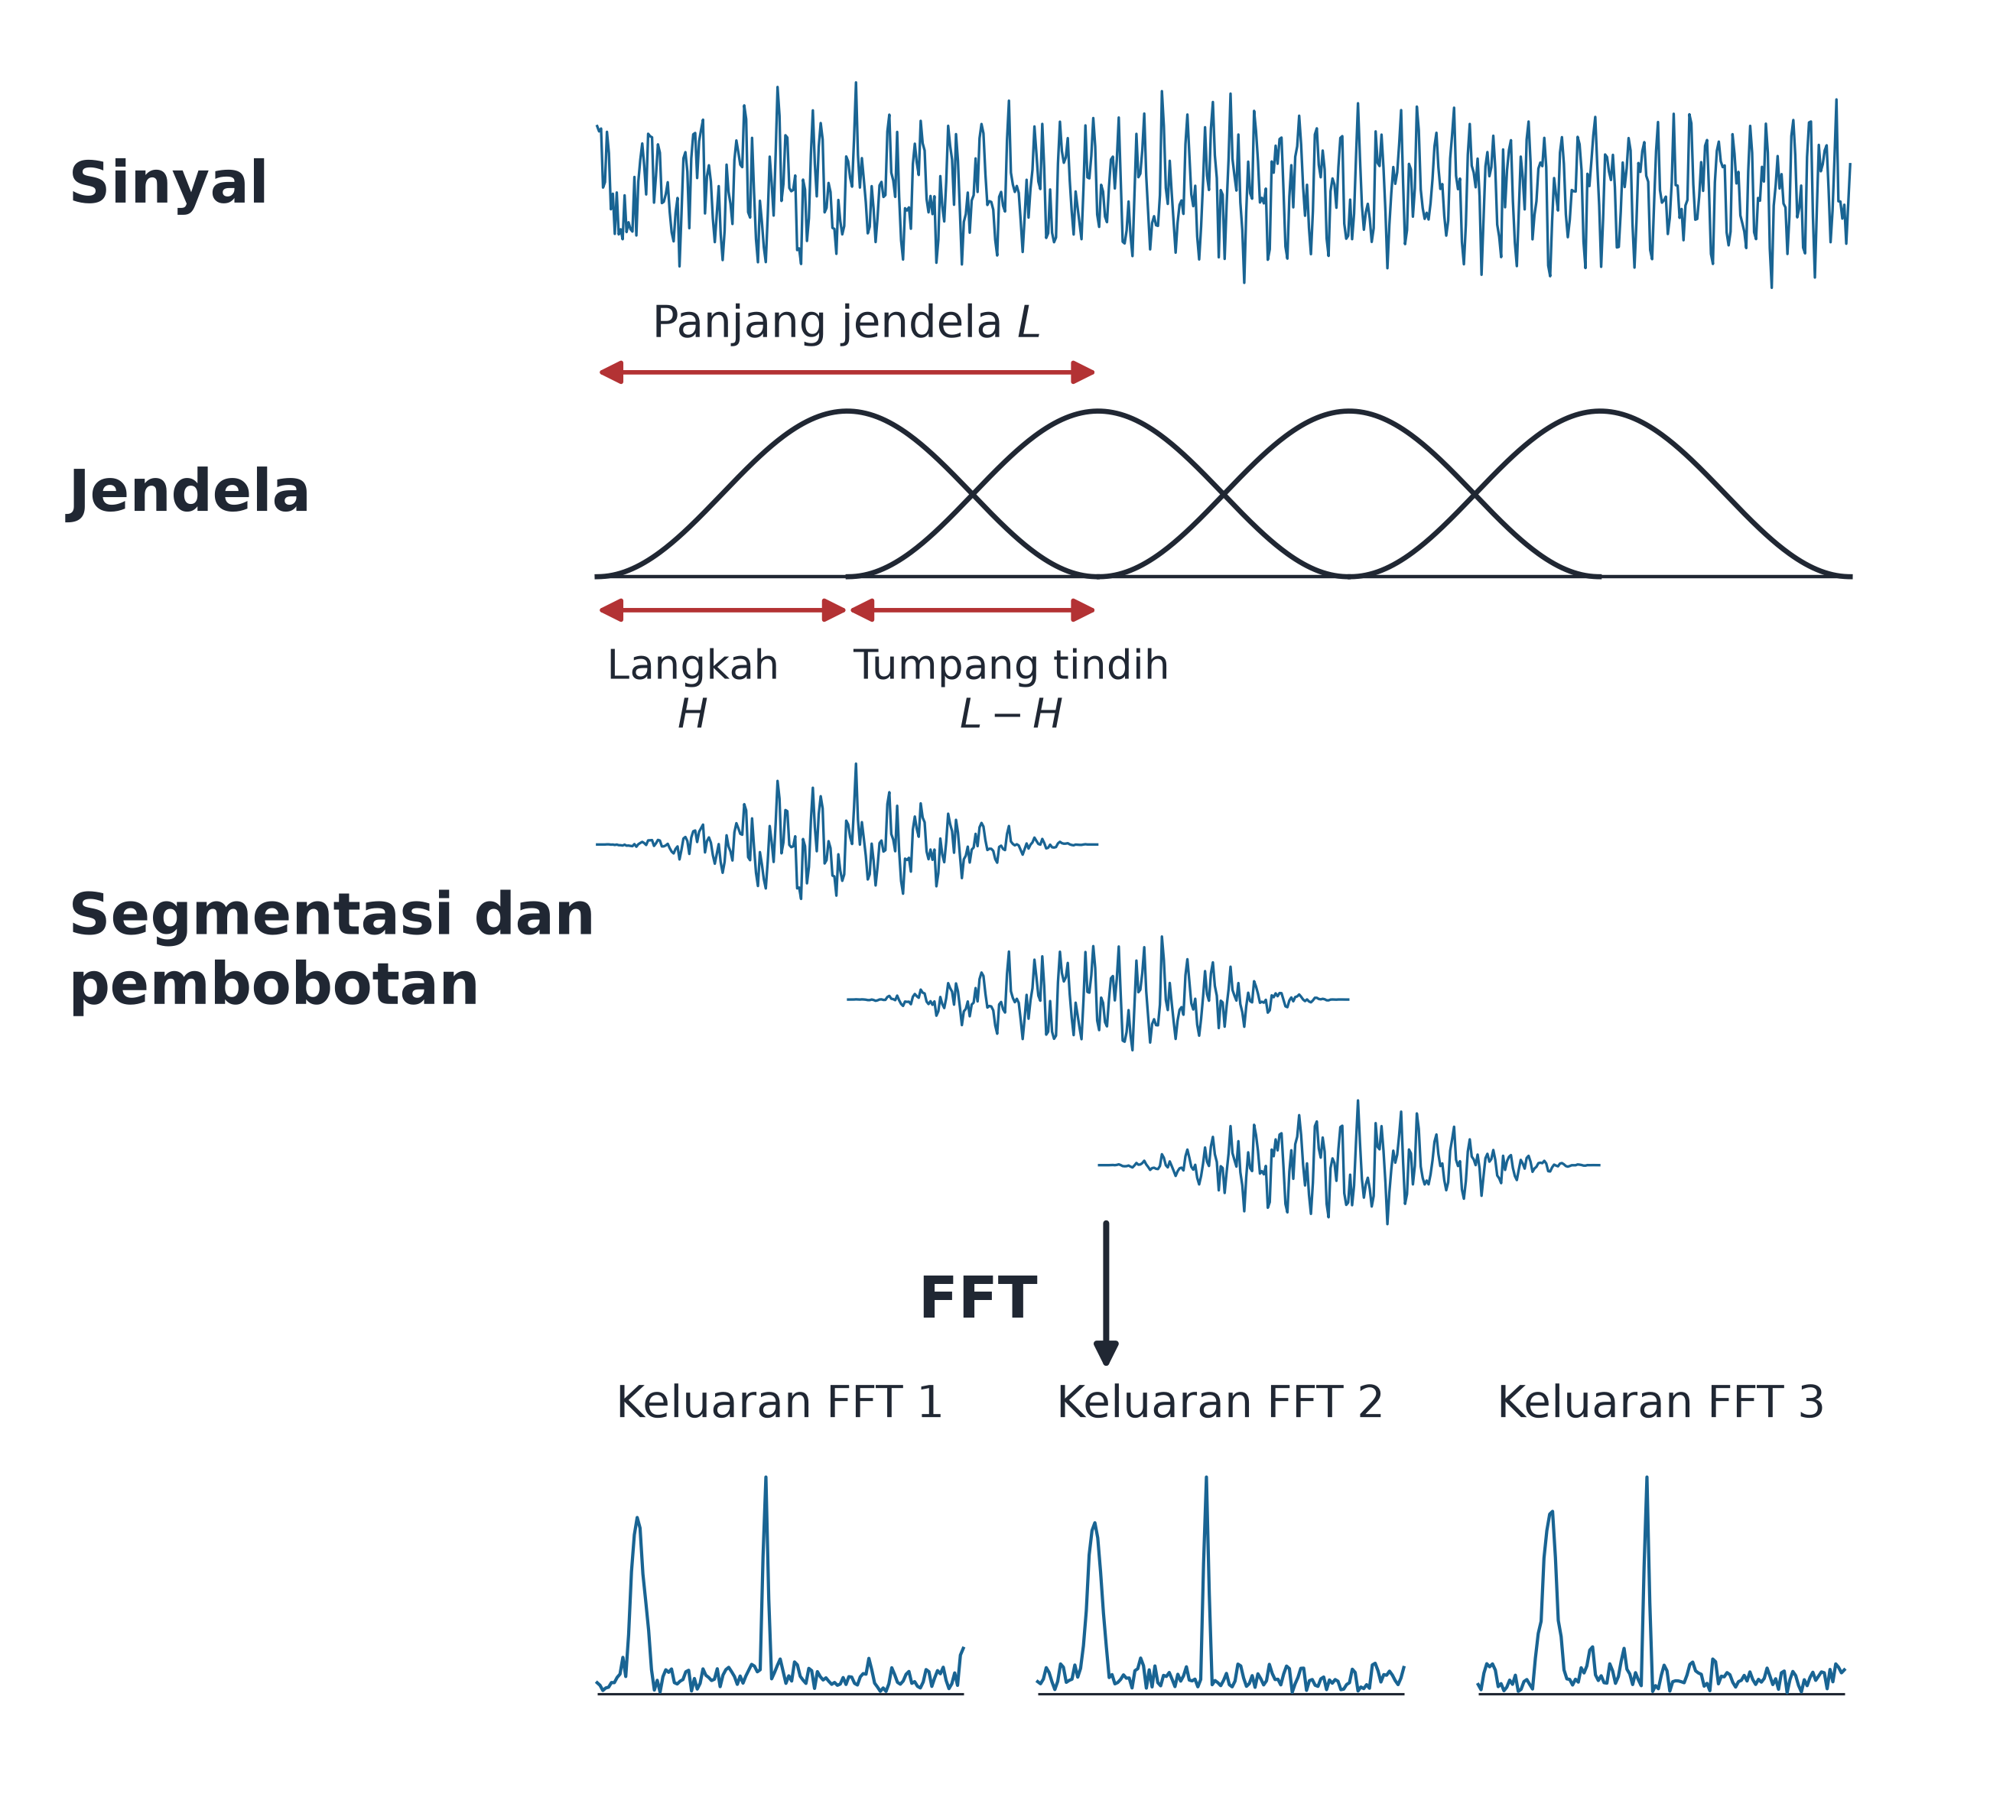 Sinyal
Panjang jendela L
Jendela
Langkah
H
Tumpang tindih
L − H
Segmentasi dan
pembobotan
FFT
Keluaran FFT 1
Keluaran FFT 2
Keluaran FFT 3